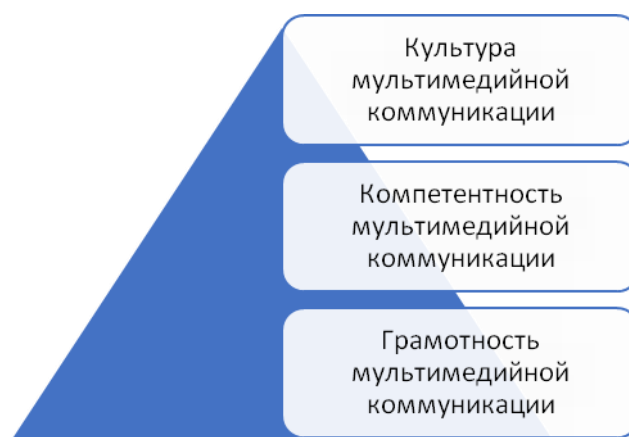 Культура
мультимедийной
коммуникации
Компетентность
мультимедийной
коммуникации
Грамотность
мультимедийной
коммуникации